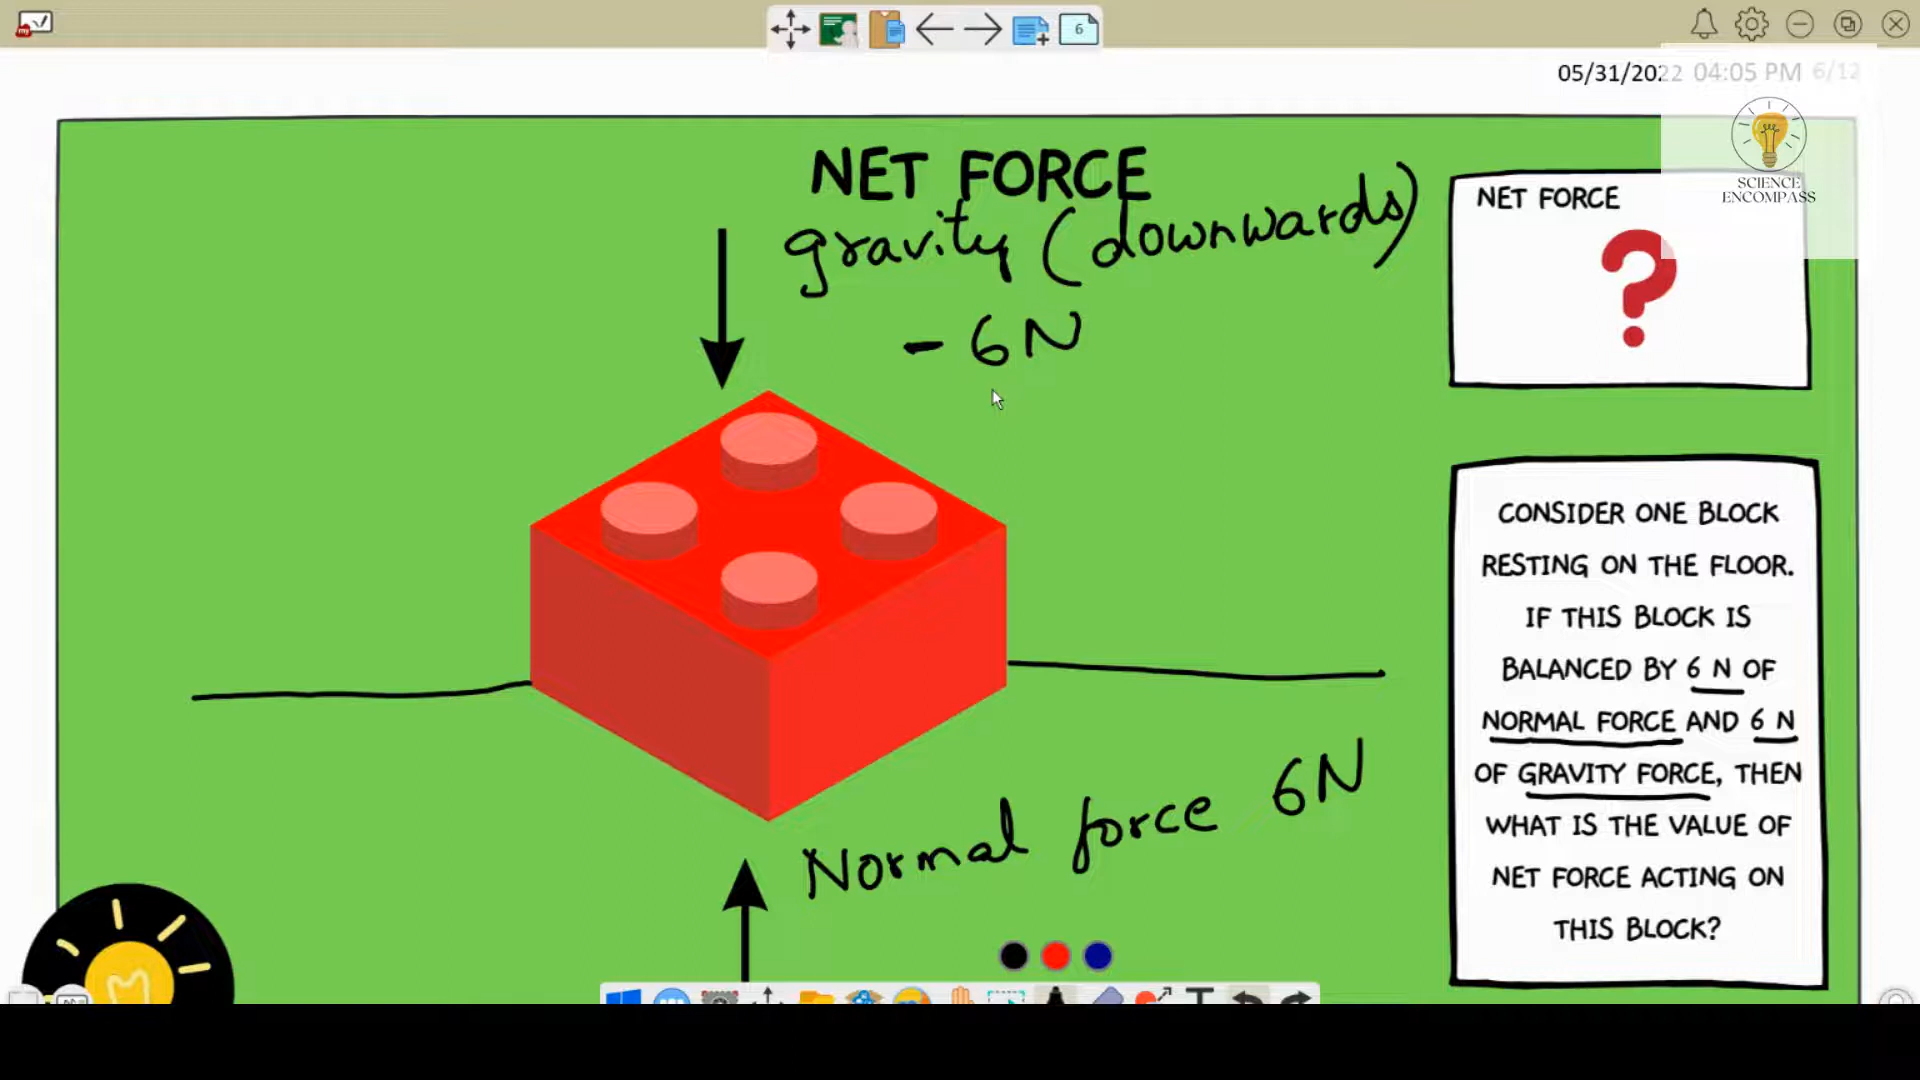 6
05/31/2022 04:05 PM 6/12
NET FORCE
gravity (downwards)
- 6 N
Normal force 6N
NET FORCE
?
SCIENCE
ENCOMPASS
CONSIDER ONE BLOCK
RESTING ON THE FLOOR.
IF THIS BLOCK IS
BALANCED BY 6 N OF
NORMAL FORCE AND 6 N
OF GRAVITY FORCE, THEN
WHAT IS THE VALUE OF
NET FORCE ACTING ON
THIS BLOCK?